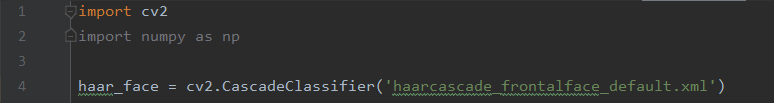 1 import cv2
2 import numpy as np
3
4 haar_face = cv2.CascadeClassifier('haarcascade_frontalface_default.xml')